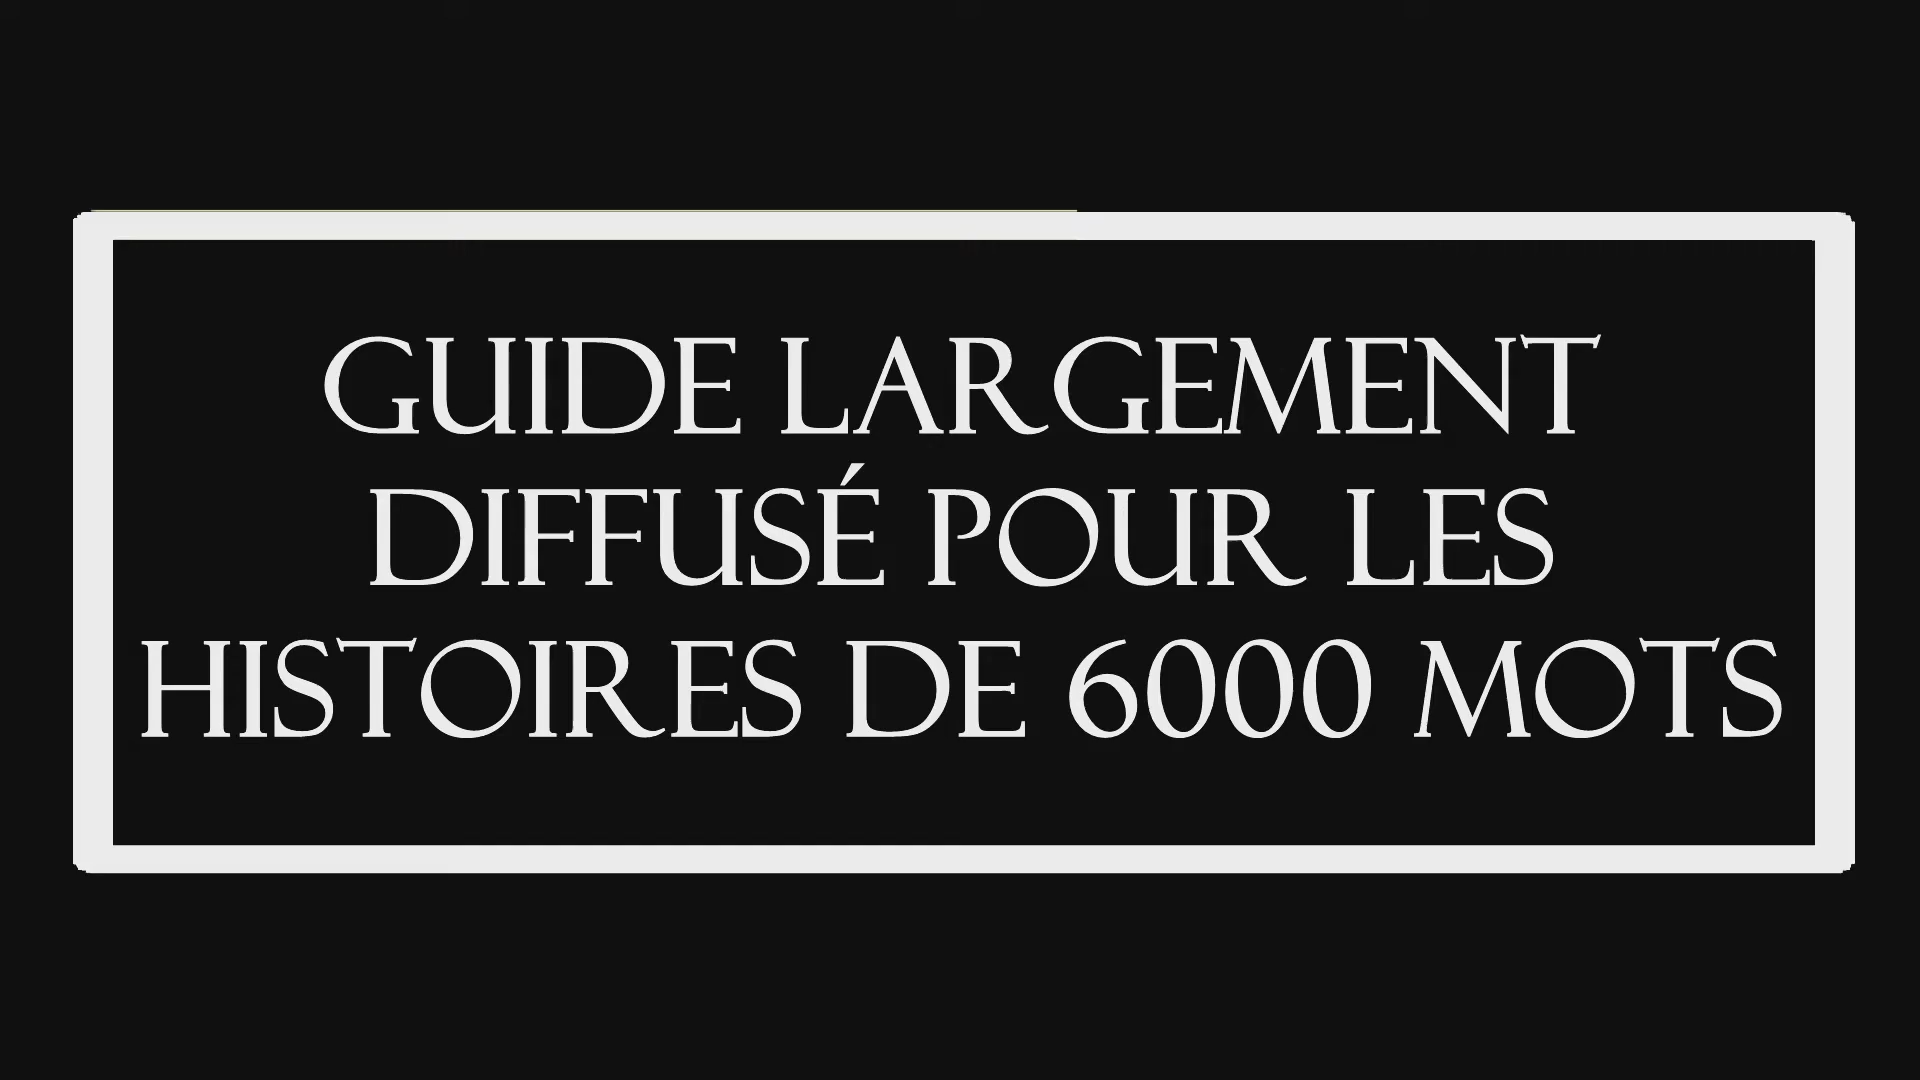 GUIDE LARGEMENT
DIFFUSÉ POUR LES
HISTOIRES DE 6000 MOTS